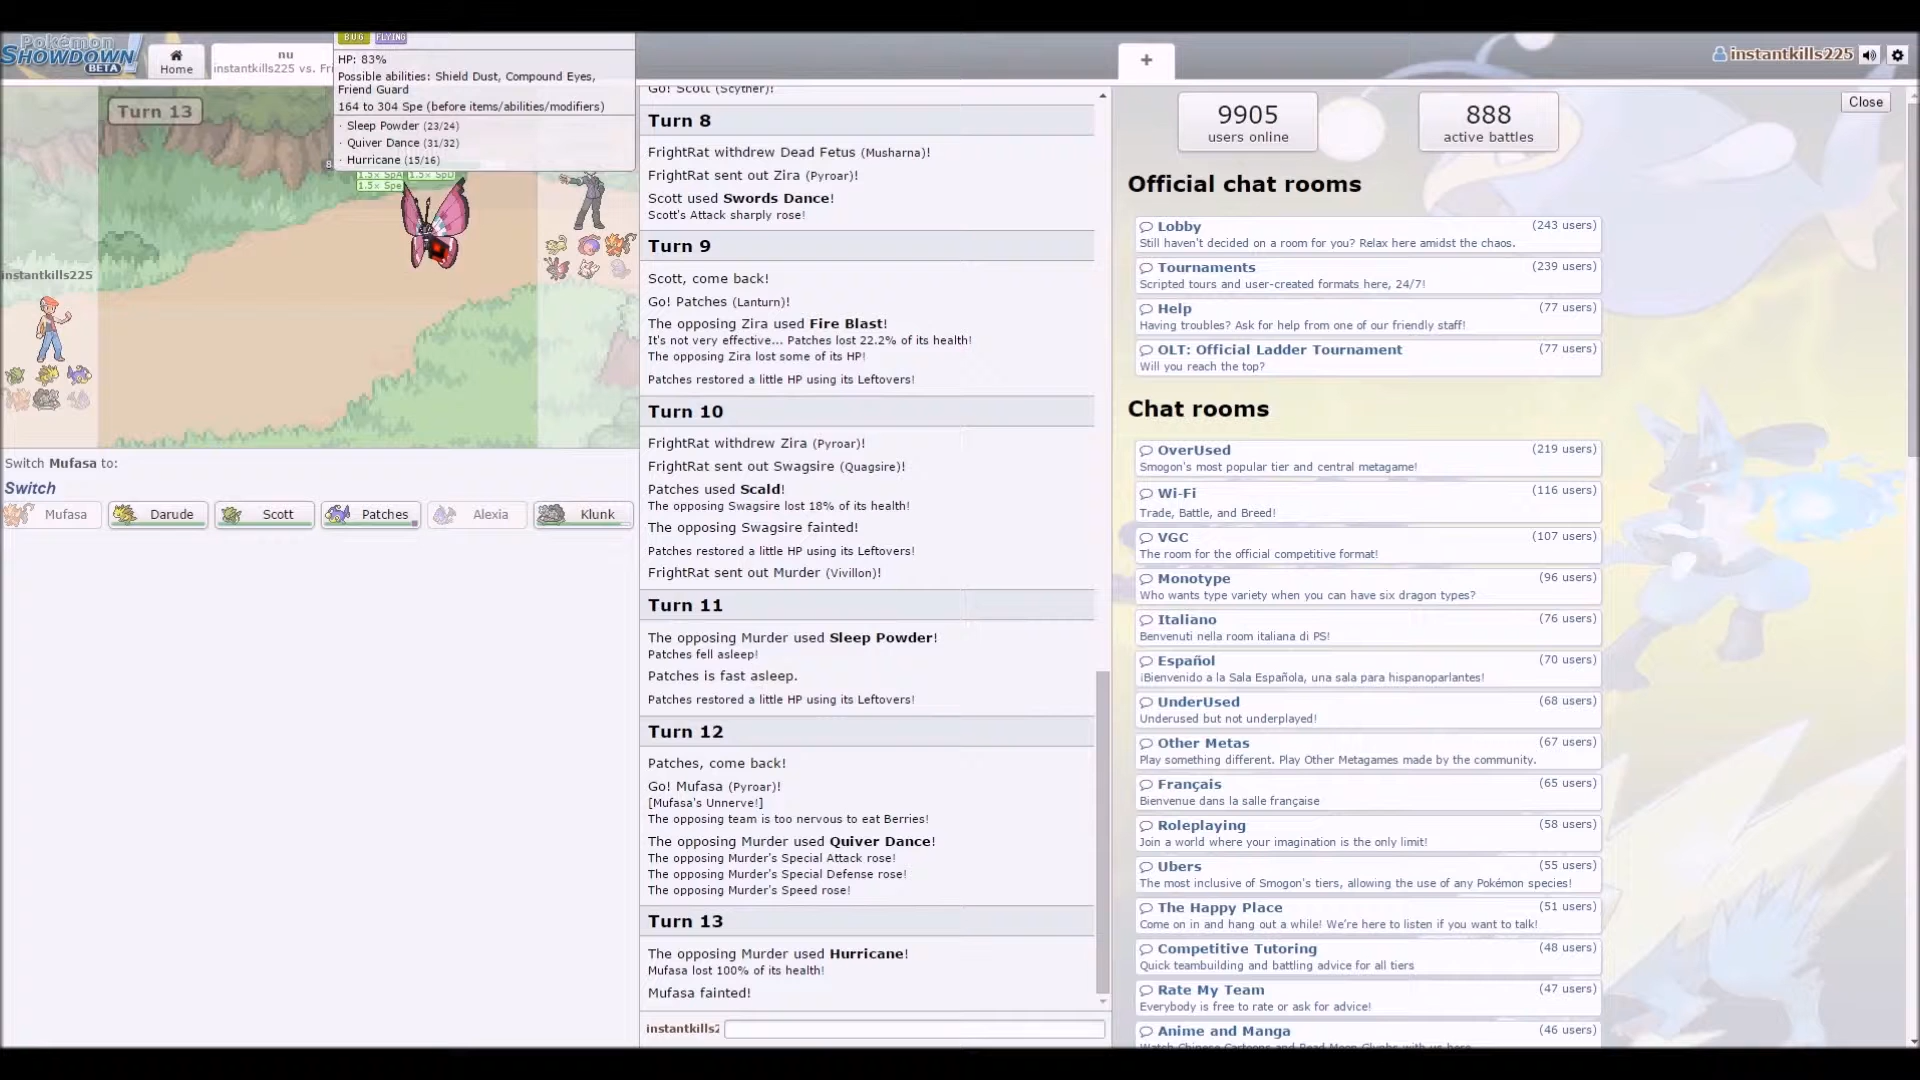 Pokémon
SHOWDOWN!
BETA
Home
nu
instantkills225 vs. Fri
BUG FLYING
HP: 83%
Possible abilities: Shield Dust, Compound Eyes,
Friend Guard
164 to 304 Spe (before items/abilities/modifiers)
· Sleep Powder (23/24)
· Quiver Dance (31/32)
· Hurricane (15/16)
+
instantkills225
Turn 13
1.5× SpA 1.5× SpD
1.5× Spe
instantkills225
Switch Mufasa to:
Switch
Mufasa
Darude
Scott
Patches
Alexia
Klunk
Go! Scott (Scyther)!
Turn 8
FrightRat withdrew Dead Fetus (Musharna)!
FrightRat sent out Zira (Pyroar)!
Scott used Swords Dance!
Scott's Attack sharply rose!
Turn 9
Scott, come back!
Go! Patches (Lanturn)!
The opposing Zira used Fire Blast!
It's not very effective... Patches lost 22.2% of its health!
The opposing Zira lost some of its HP!
Patches restored a little HP using its Leftovers!
Turn 10
FrightRat withdrew Zira (Pyroar)!
FrightRat sent out Swagsire (Quagsire)!
Patches used Scald!
The opposing Swagsire lost 18% of its health!
The opposing Swagsire fainted!
Patches restored a little HP using its Leftovers!
FrightRat sent out Murder (Vivillon)!
Turn 11
The opposing Murder used Sleep Powder!
Patches fell asleep!
Patches is fast asleep.
Patches restored a little HP using its Leftovers!
Turn 12
Patches, come back!
Go! Mufasa (Pyroar)!
[Mufasa's Unnerve!]
The opposing team is too nervous to eat Berries!
The opposing Murder used Quiver Dance!
The opposing Murder's Special Attack rose!
The opposing Murder's Special Defense rose!
The opposing Murder's Speed rose!
Turn 13
The opposing Murder used Hurricane!
Mufasa lost 100% of its health!
Mufasa fainted!
instantkills2
Close
9905
users online
888
active battles
Official chat rooms
Lobby (243 users)
Still haven't decided on a room for you? Relax here amidst the chaos.
Tournaments (239 users)
Scripted tours and user-created formats here, 24/7!
Help (77 users)
Having troubles? Ask for help from one of our friendly staff!
OLT: Official Ladder Tournament (77 users)
Will you reach the top?
Chat rooms
OverUsed (219 users)
Smogon's most popular tier and central metagame!
Wi-Fi (116 users)
Trade, Battle, and Breed!
VGC (107 users)
The room for the official competitive format!
Monotype (96 users)
Who wants type variety when you can have six dragon types?
Italiano (76 users)
Benvenuti nella room italiana di PS!
Español (70 users)
¡Bienvenido a la Sala Española, una sala para hispanoparlantes!
UnderUsed (68 users)
Underused but not underplayed!
Other Metas (67 users)
Play something different. Play Other Metagames made by the community.
Français (65 users)
Bienvenue dans la salle française
Roleplaying (58 users)
Join a world where your imagination is the only limit!
Ubers (55 users)
The most inclusive of Smogon's tiers, allowing the use of any Pokémon species!
The Happy Place (51 users)
Come on in and hang out a while! We're here to listen if you want to talk!
Competitive Tutoring (48 users)
Quick teambuilding and battling advice for all tiers
Rate My Team (47 users)
Everybody is free to rate or ask for advice!
Anime and Manga (46 users)
Watch Chinese Cartoons and Read Moon Glyphs with us here